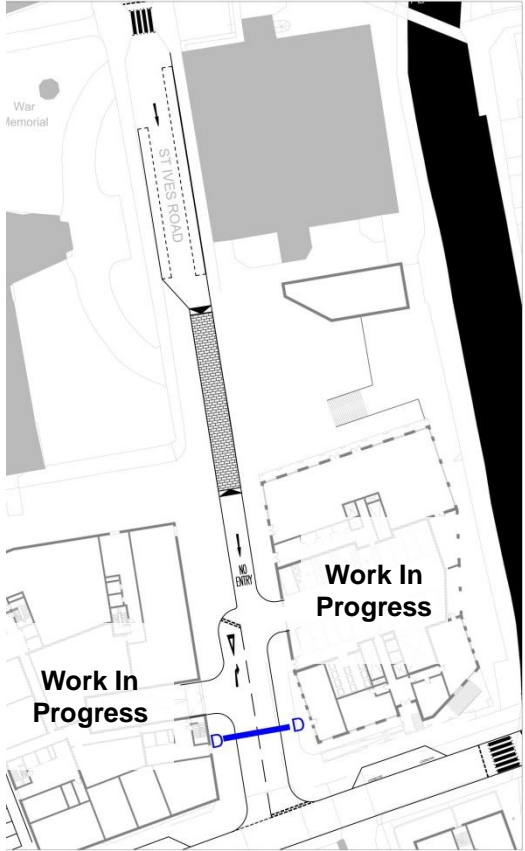 War
Memorial
ST IVES ROAD
NO
ENTRY
Work In
Progress
Work In
Progress
D
D